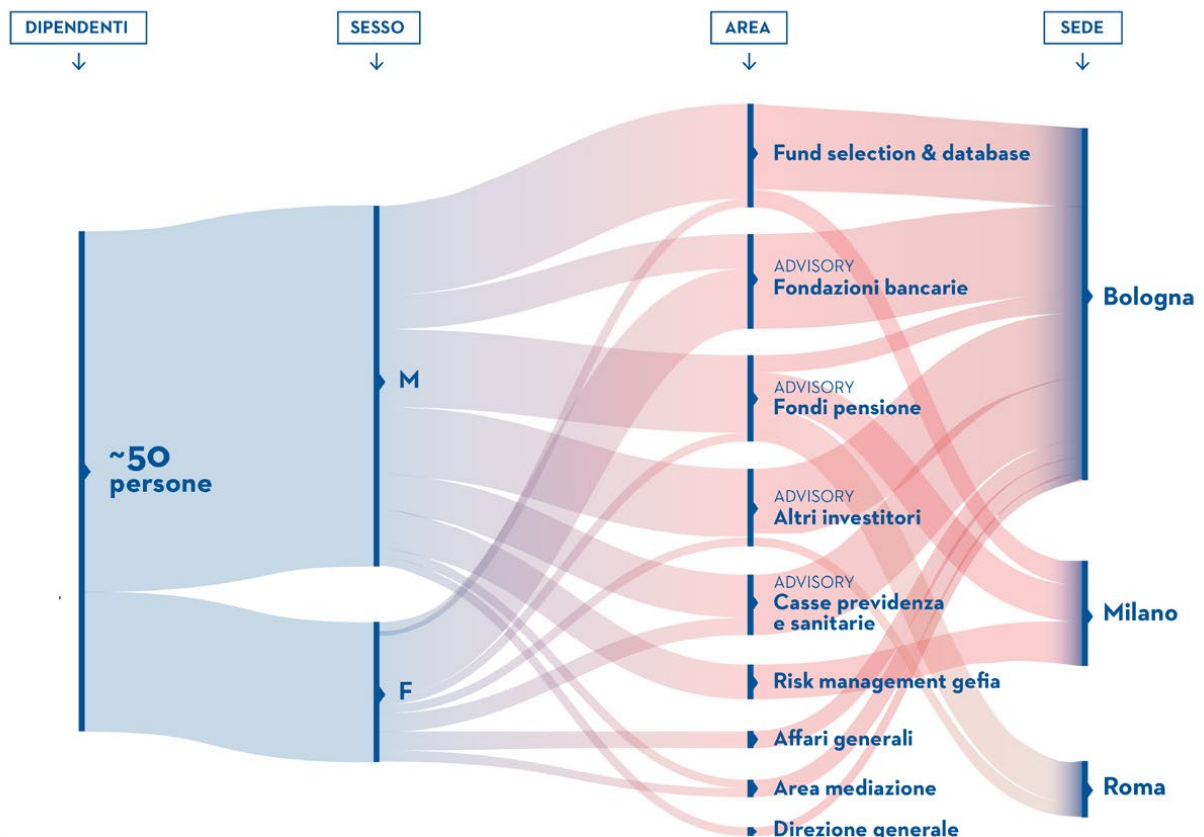 DIPENDENTI
SESSO
AREA
SEDE
~50
persone
M
F
Fund selection & database
ADVISORY
Fondazioni bancarie
ADVISORY
Fondi pensione
ADVISORY
Altri investitori
ADVISORY
Casse previdenza
e sanitarie
Risk management gefia
Affari generali
Area mediazione
Direzione generale
Bologna
Milano
Roma